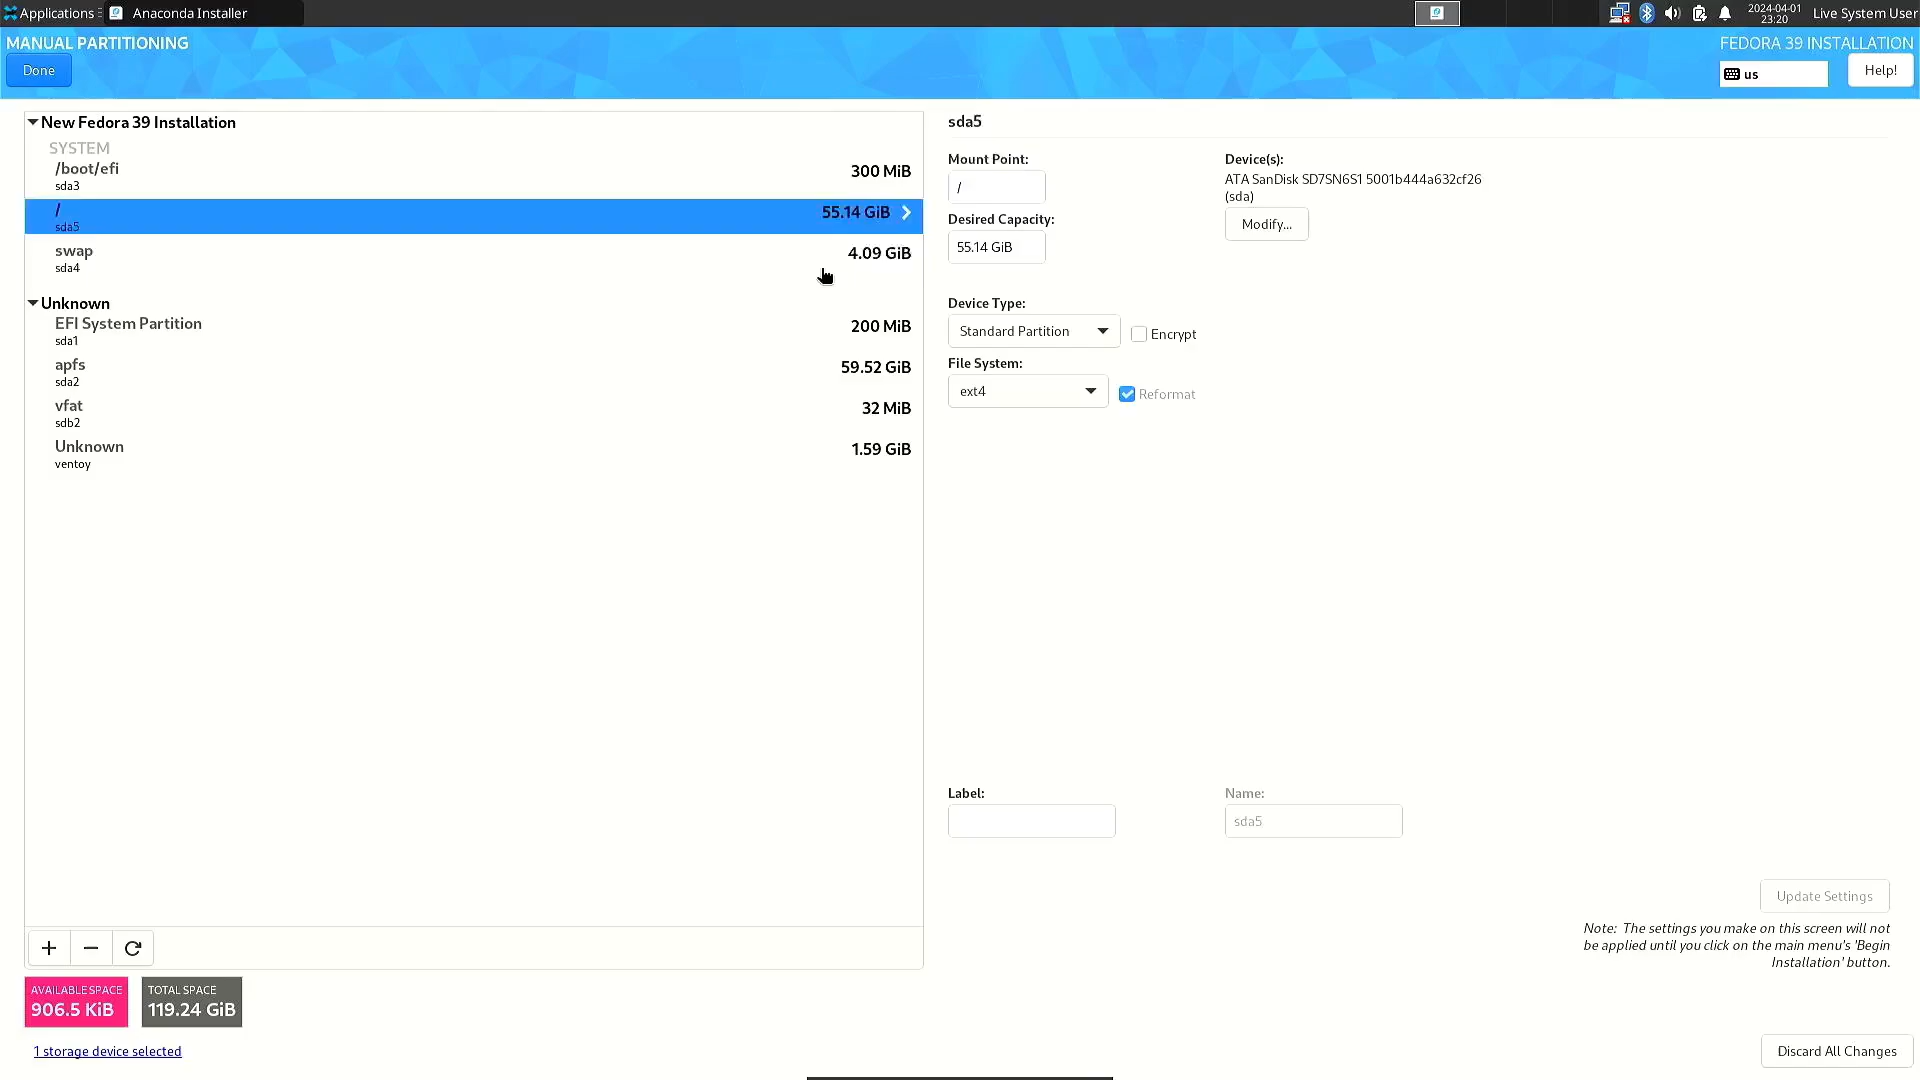 Applications
Anaconda Installer
2024-04-01
23:20
Live System User
MANUAL PARTITIONING
FEDORA 39 INSTALLATION
Done
us
Help!
New Fedora 39 Installation
SYSTEM
/boot/efi
300 MiB
sda3
/
55.14 GiB
sda5
swap
4.09 GiB
sda4
Unknown
EFI System Partition
200 MiB
sda1
apfs
59.52 GiB
sda2
vfat
32 MiB
sdb2
Unknown
1.59 GiB
ventoy
AVAILABLE SPACE
906.5 KiB
TOTAL SPACE
119.24 GiB
1 storage device selected
sda5
Mount Point:
/
Desired Capacity:
55.14 GiB
Device(s):
ATA SanDisk SD7SN6S1 5001b444a632cf26
(sda)
Modify...
Device Type:
Standard Partition
Encrypt
File System:
ext4
Reformat
Label:
Name:
sda5
Update Settings
Note: The settings you make on this screen will not
be applied until you click on the main menu's 'Begin
Installation' button.
Discard All Changes